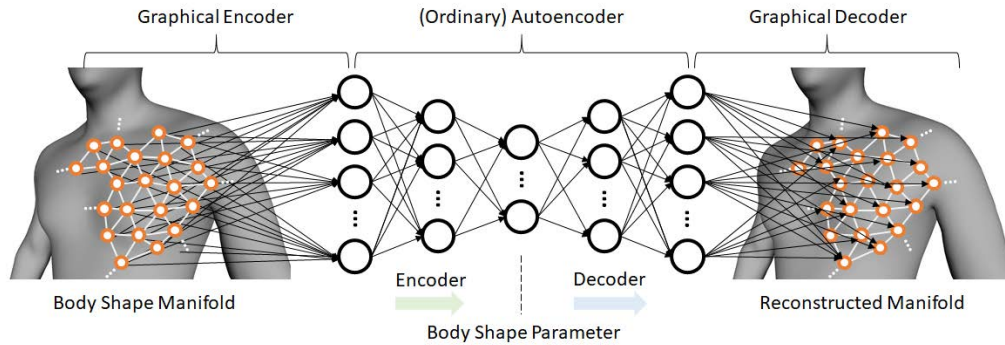 Graphical Encoder
(Ordinary) Autoencoder
Graphical Decoder
Encoder
Decoder
Body Shape Manifold
Reconstructed Manifold
Body Shape Parameter